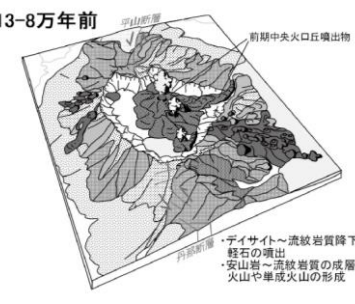 13-8万年前
平山断層
前期中央火口丘噴出物
丹那断層
・デイサイト～流紋岩質降下
軽石の噴出
・安山岩～流紋岩質の成層
火山や単成火山の形成